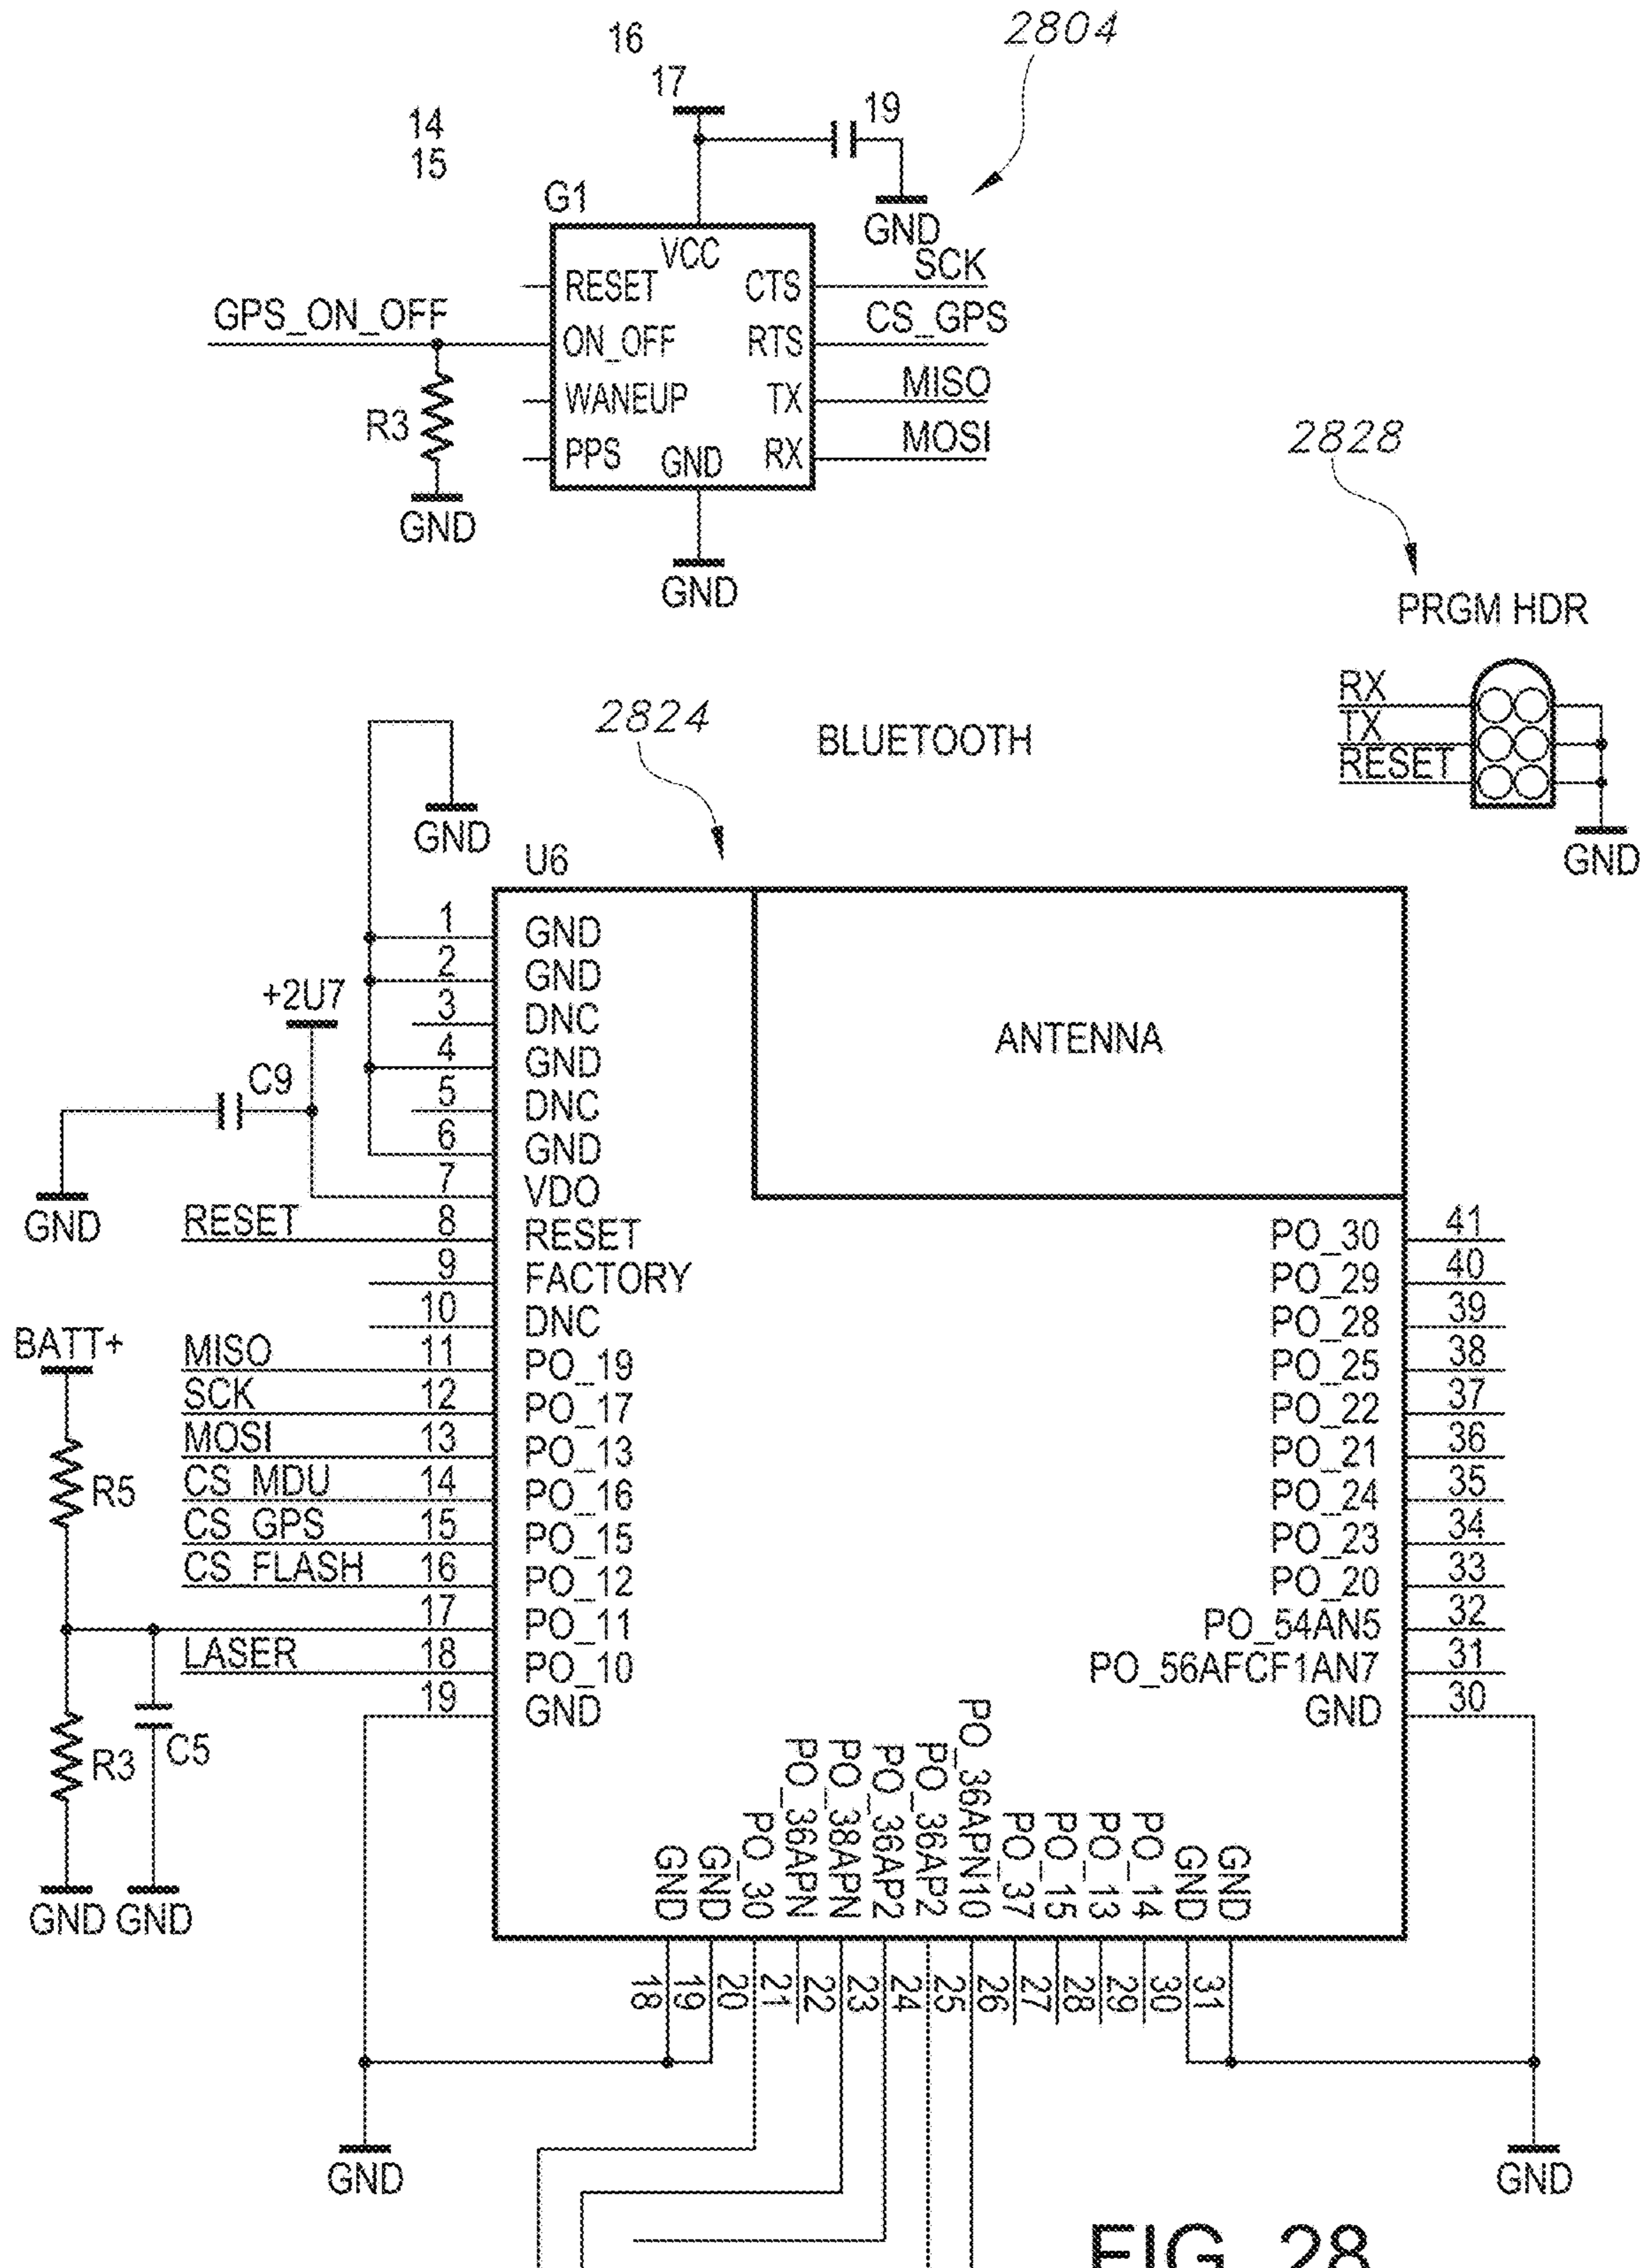 2804
16
17
19
14
15
G1
GND
VCC
SCK
RESET
CTS
GPS_ON_OFF
CS_GPS
ON_OFF
RTS
MISO
WANEUP
TX
R3
MOSI
PPS
GND
RX
GND
GND
2828
PRGM HDR
RX
TX
RESET
GND
2824
BLUETOOTH
GND
U6
ANTENNA
1 GND
2 GND
+2U7
3 DNC
4 GND
C9
5 DNC
6 GND
7 VDO
GND
RESET 8 RESET
9 FACTORY
10 DNC
BATT+
MISO 11 PO_19
SCK 12 PO_17
MOSI 13 PO_13
R5
CS_MDU 14 PO_16
CS_GPS 15 PO_15
CS_FLASH 16 PO_12
17 PO_11
LASER 18 PO_10
19 GND
R3
C5
GND GND
PO_30 41
PO_29 40
PO_28 39
PO_25 38
PO_22 37
PO_21 36
PO_24 35
PO_23 34
PO_20 33
PO_54AN5 32
PO_56AFCF1AN7 31
GND 30
GND 18
GND 19
PO_30 20
PO_36APN 21
PO_38APN 22
PO_36AP2 23
PO_36AP2 24
PO_36APN10 25
PO_37 26
PO_15 27
PO_13 28
PO_14 29
GND 30
GND 31
GND
GND
FIG. 28